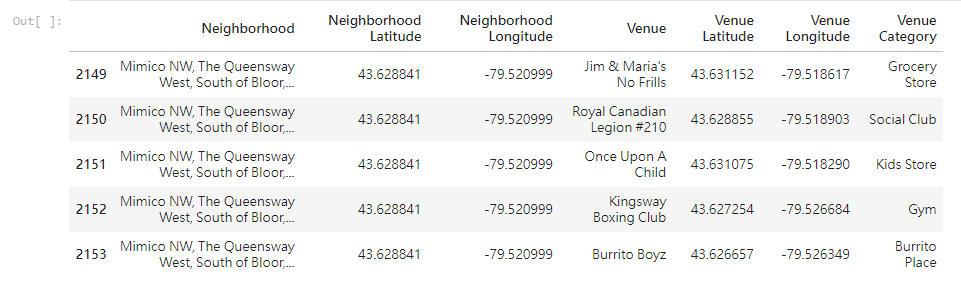 Out[ ]:
Neighborhood Neighborhood Latitude Neighborhood Longitude Venue Venue Latitude Venue Longitude Venue Category
2149 Mimico NW, The Queensway West, South of Bloor,... 43.628841 -79.520999 Jim & Maria's No Frills 43.631152 -79.518617 Grocery Store
2150 Mimico NW, The Queensway West, South of Bloor,... 43.628841 -79.520999 Royal Canadian Legion #210 43.628855 -79.518903 Social Club
2151 Mimico NW, The Queensway West, South of Bloor,... 43.628841 -79.520999 Once Upon A Child 43.631075 -79.518290 Kids Store
2152 Mimico NW, The Queensway West, South of Bloor,... 43.628841 -79.520999 Kingsway Boxing Club 43.627254 -79.526684 Gym
2153 Mimico NW, The Queensway West, South of Bloor,... 43.628841 -79.520999 Burrito Boyz 43.626657 -79.526349 Burrito Place